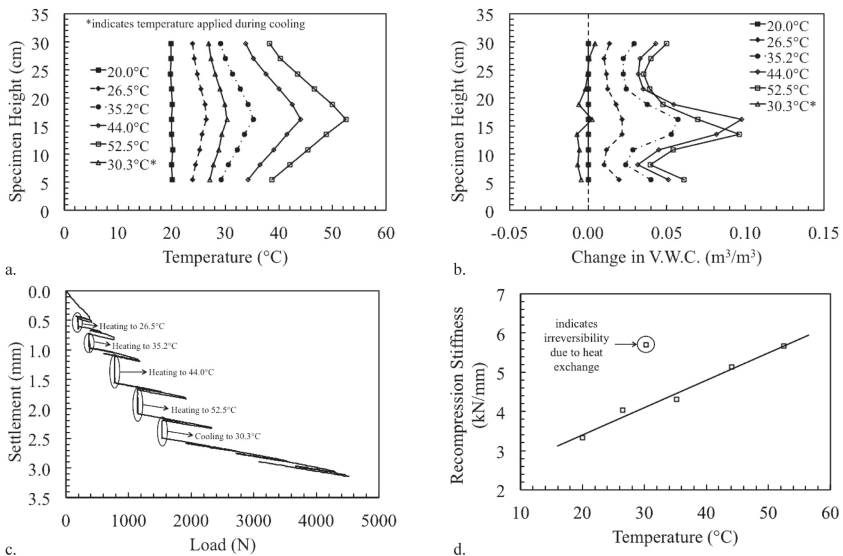 *indicates temperature applied during cooling
Specimen Height (cm)
35
30
25
20
15
10
5
0
20.0°C
26.5°C
35.2°C
44.0°C
52.5°C
30.3°C*
0 10 20 30 40 50 60
Temperature (°C)
a.
Specimen Height (cm)
35
30
25
20
15
10
5
0
20.0°C
26.5°C
35.2°C
44.0°C
52.5°C
30.3°C*
-0.05 0.00 0.05 0.10 0.15
Change in V.W.C. (m³/m³)
b.
Settlement (mm)
0.0
0.5
1.0
1.5
2.0
2.5
3.0
3.5
Heating to 26.5°C
Heating to 35.2°C
Heating to 44.0°C
Heating to 52.5°C
Cooling to 30.3°C
0 1000 2000 3000 4000 5000
Load (N)
c.
Recompression Stiffness
(kN/mm)
7
6
5
4
3
2
indicates
irreversibility
due to heat
exchange
10 20 30 40 50 60
Temperature (°C)
d.